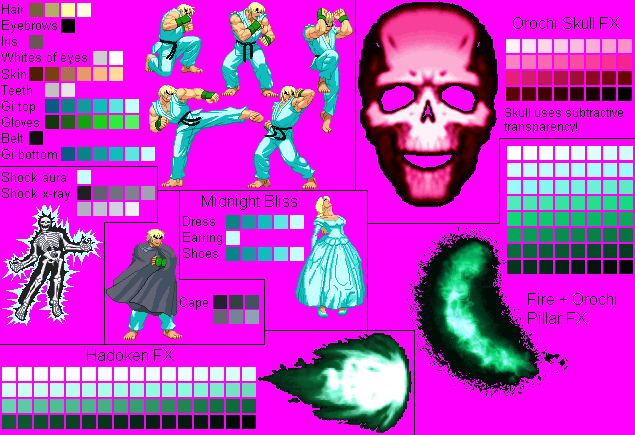 Hair
Eyebrows
Iris
Whites of eyes
Skin
Teeth
Gi top
Gloves
Belt
Gi bottom
Shock aura
Shock x-ray
Midnight Bliss
Dress
Earring
Shoes
Cape
Hadoken FX
Orochi Skull FX
Skull uses subtractive
transparency!
Fire + Orochi
Pillar FX